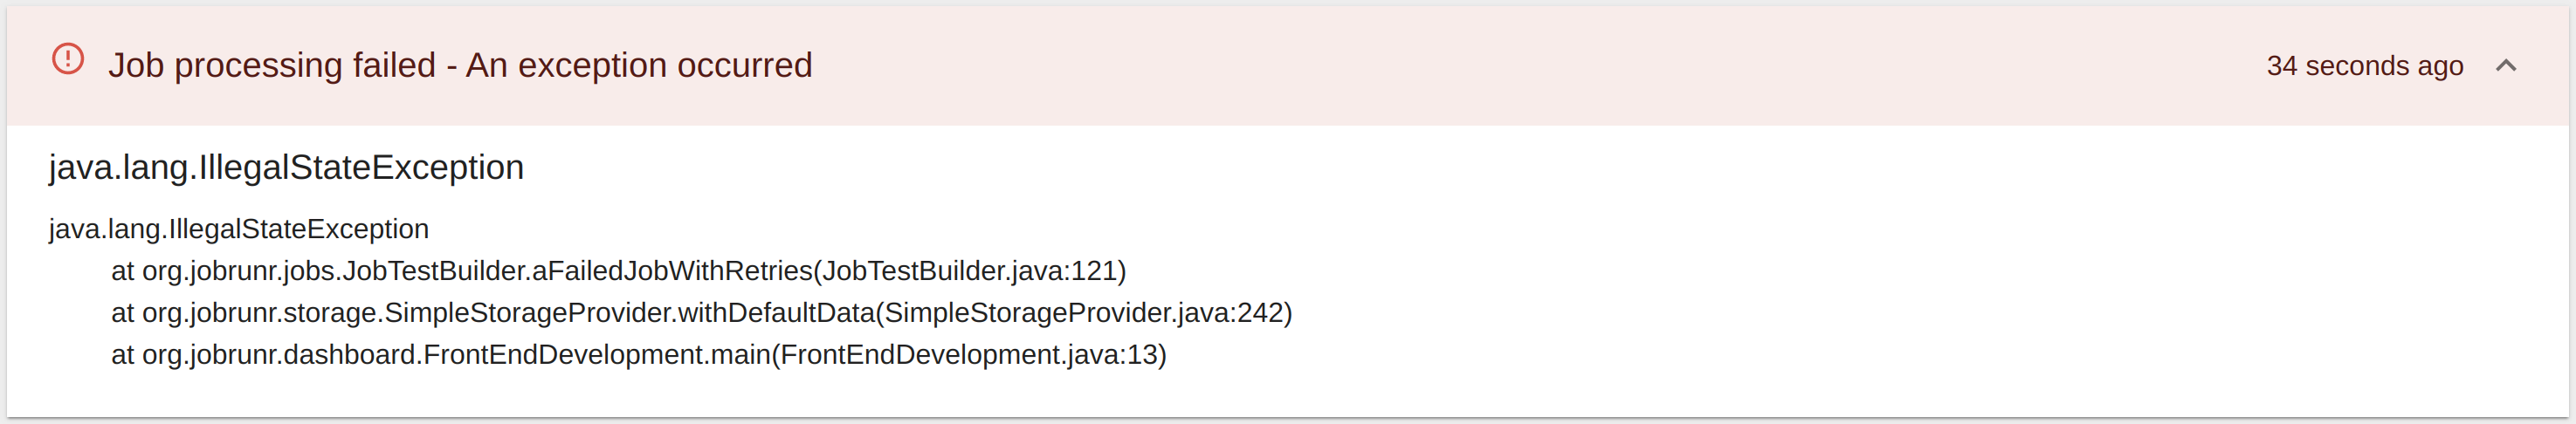 Job processing failed - An exception occurred 34 seconds ago
java.lang.IllegalStateException
java.lang.IllegalStateException
at org.jobrunr.jobs.JobTestBuilder.aFailedJobWithRetries(JobTestBuilder.java:121)
at org.jobrunr.storage.SimpleStorageProvider.withDefaultData(SimpleStorageProvider.java:242)
at org.jobrunr.dashboard.FrontEndDevelopment.main(FrontEndDevelopment.java:13)